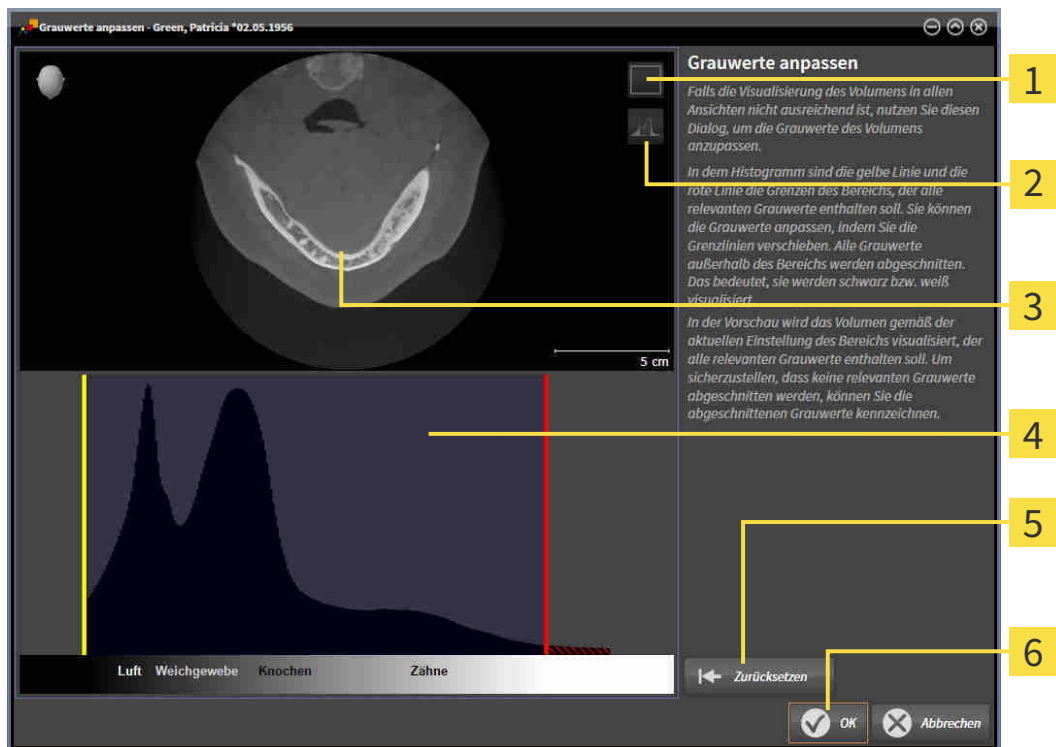 Grauwerte anpassen - Green, Patricia *02.05.1956
5 cm
Luft Weichgewebe Knochen Zähne
Grauwerte anpassen
Falls die Visualisierung des Volumens in allen
Ansichten nicht ausreichend ist, nutzen Sie diesen
Dialog, um die Grauwerte des Volumens
anzupassen.
In dem Histogramm sind die gelbe Linie und die
rote Linie die Grenzen des Bereichs, der alle
relevanten Grauwerte enthalten soll. Sie können
die Grauwerte anpassen, indem Sie die
Grenzlinien verschieben. Alle Grauwerte
außerhalb des Bereichs werden abgeschnitten.
Das bedeutet, sie werden schwarz bzw. weiß
visualisiert.
In der Vorschau wird das Volumen gemäß der
aktuellen Einstellung des Bereichs visualisiert, der
alle relevanten Grauwerte enthalten soll. Um
sicherzustellen, dass keine relevanten Grauwerte
abgeschnitten werden, können Sie die
abgeschnittenen Grauwerte kennzeichnen.
Zurücksetzen
OK
Abbrechen
1
2
3
4
5
6